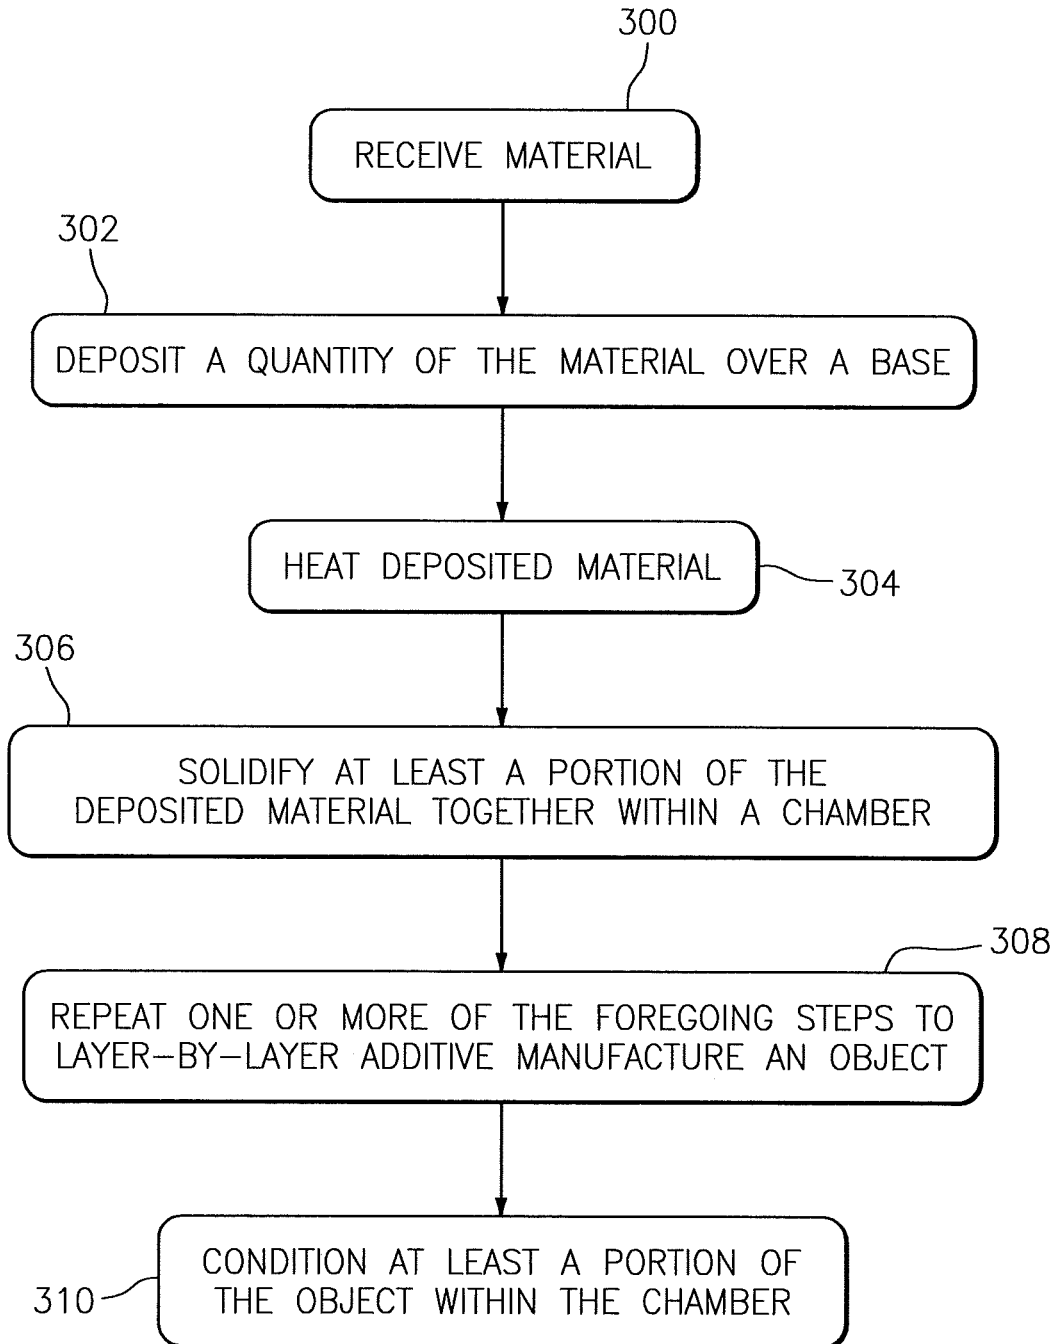 300
RECEIVE MATERIAL
302
DEPOSIT A QUANTITY OF THE MATERIAL OVER A BASE
HEAT DEPOSITED MATERIAL
304
306
SOLIDIFY AT LEAST A PORTION OF THE
DEPOSITED MATERIAL TOGETHER WITHIN A CHAMBER
308
REPEAT ONE OR MORE OF THE FOREGOING STEPS TO
LAYER-BY-LAYER ADDITIVE MANUFACTURE AN OBJECT
CONDITION AT LEAST A PORTION OF
THE OBJECT WITHIN THE CHAMBER
310